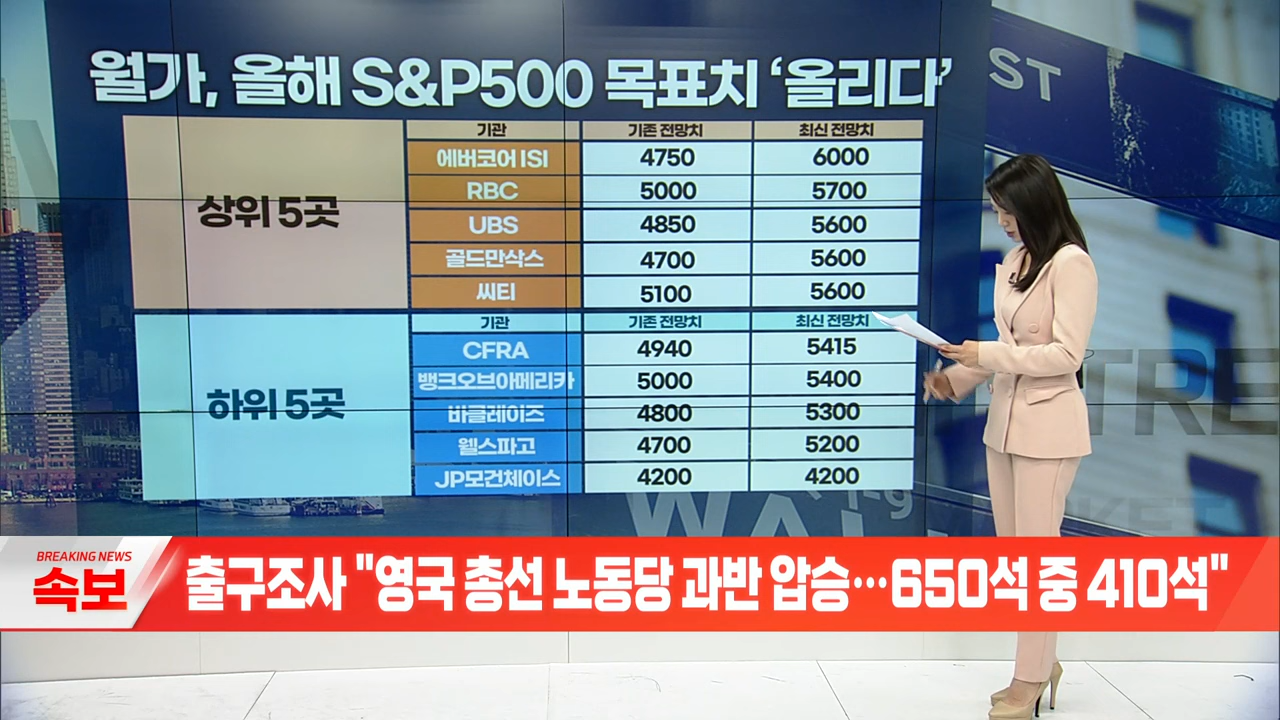 월가, 올해 S&P500 목표치 '올리다'
상위 5곳
기관 기존 전망치 최신 전망치
에버코어 ISI 4750 6000
RBC 5000 5700
UBS 4850 5600
골드만삭스 4700 5600
씨티 5100 5600
하위 5곳
기관 기존 전망치 최신 전망치
CFRA 4940 5415
뱅크오브아메리카 5000 5400
바클레이즈 4800 5300
웰스파고 4700 5200
JP모건체이스 4200 4200
ST
TRE
WAL
1-9
MARKET
BREAKING NEWS
속보
출구조사 "영국 총선 노동당 과반 압승…650석 중 410석"